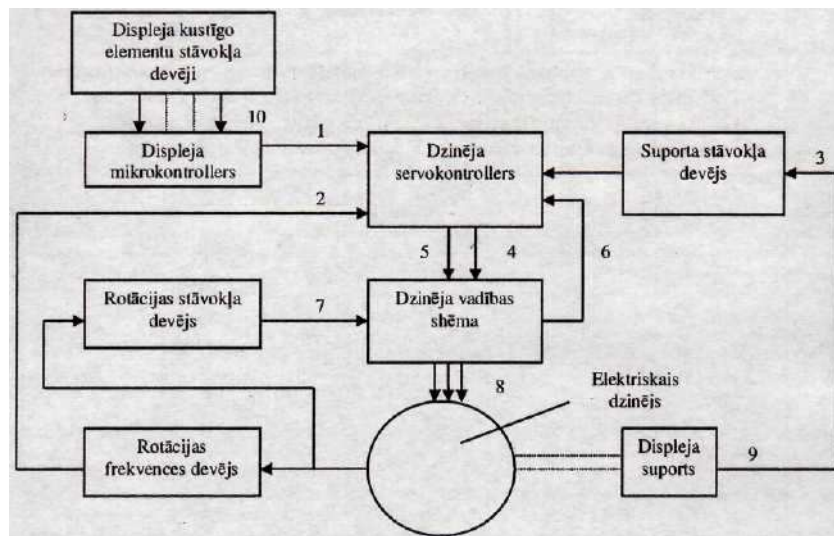 Displeja kustīgo
elementu stāvokļa
devēji
10
1
Displeja
mikrokontrollers
Dzinēja
servokontrollers
Suporta stāvokļa
devējs
3
2
5
4
6
Rotācijas stāvokļa
devējs
7
Dzinēja vadības
shēma
8
Elektriskais
dzinējs
Rotācijas
frekvences devējs
Displeja
suports
9